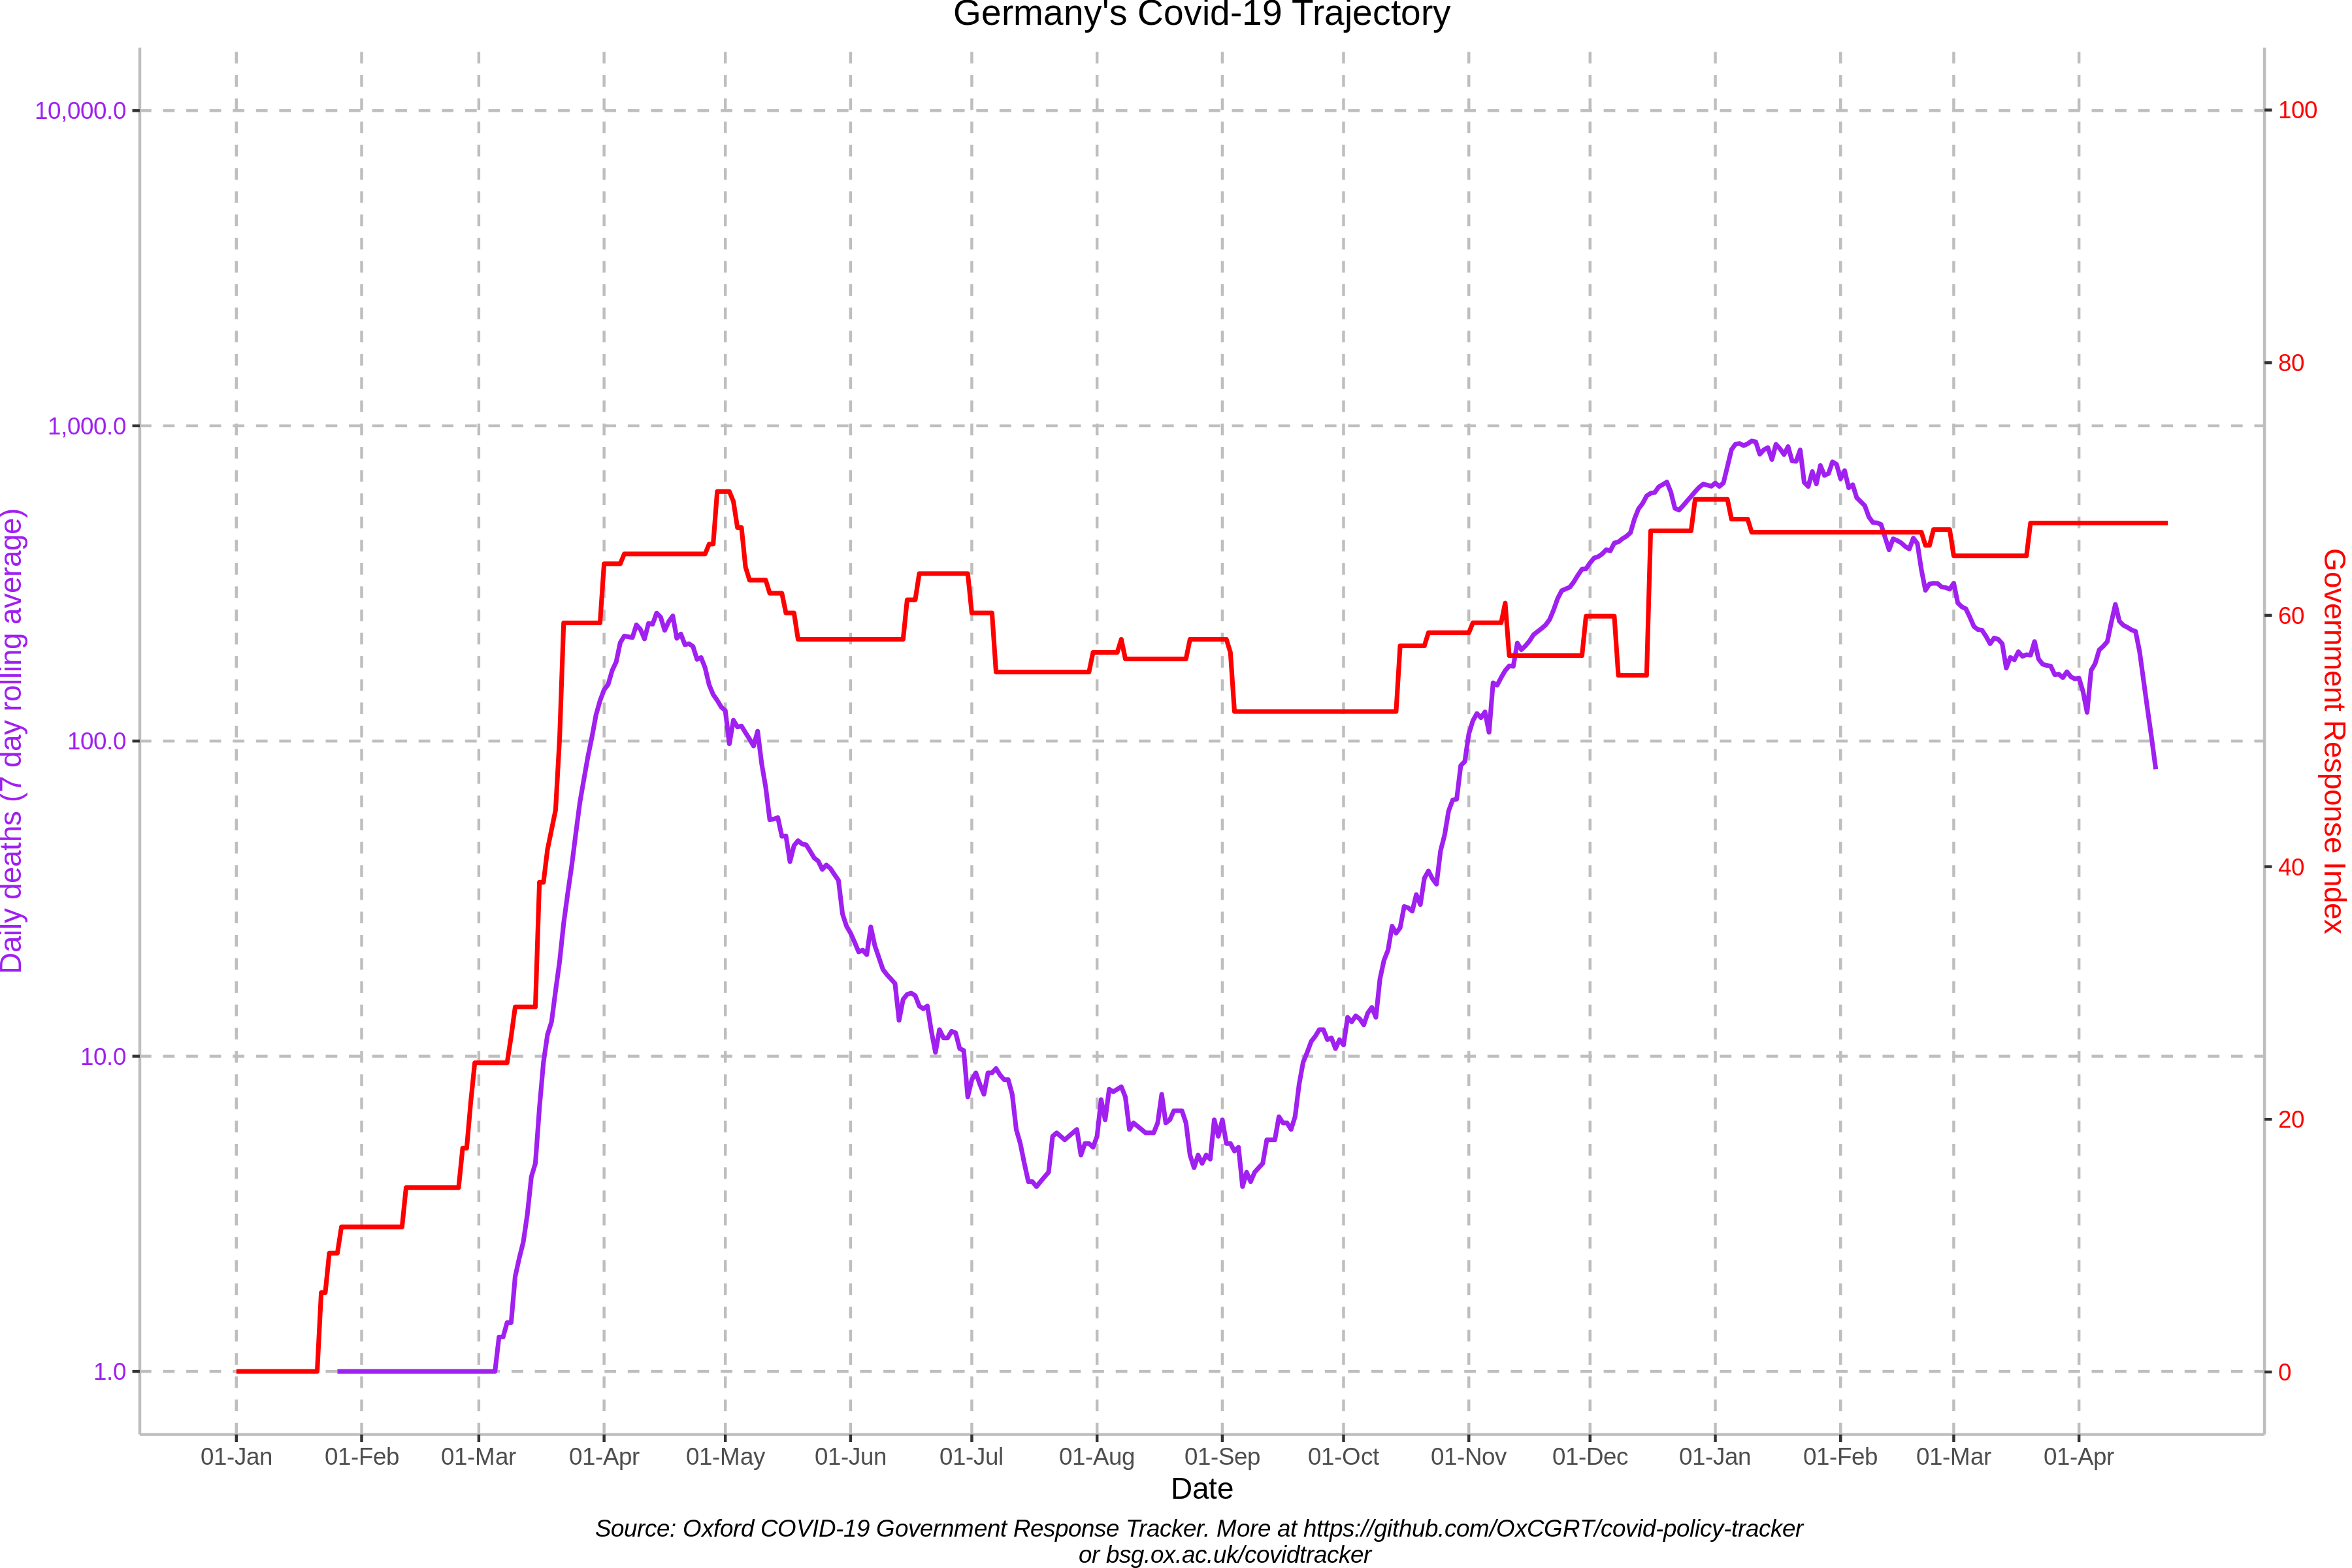 Germany's Covid-19 Trajectory
10,000.0
1,000.0
100.0
10.0
1.0
Daily deaths (7 day rolling average)
100
80
60
40
20
0
Government Response Index
01-Jan 01-Feb 01-Mar 01-Apr 01-May 01-Jun 01-Jul 01-Aug 01-Sep 01-Oct 01-Nov 01-Dec 01-Jan 01-Feb 01-Mar 01-Apr
Date
Source: Oxford COVID-19 Government Response Tracker. More at https://github.com/OxCGRT/covid-policy-tracker
or bsg.ox.ac.uk/covidtracker